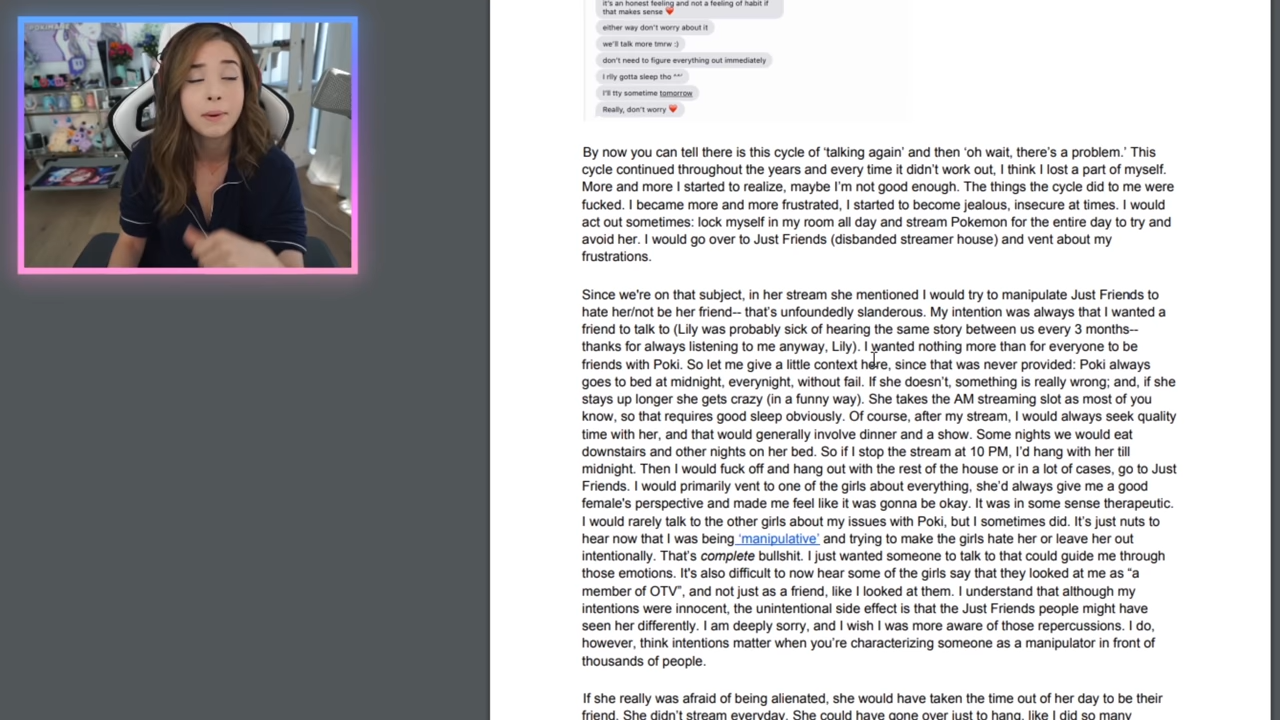 it's an honest feeling and not a feeling of habit if
that makes sense ❤️
either way don't worry about it
we'll talk more tmrw :)
don't need to figure everything out immediately
I rlly gotta sleep tho ^^'
I'll tty sometime tomorrow
Really, don't worry ❤️
By now you can tell there is this cycle of ‘talking again’ and then ‘oh wait, there’s a problem.’ This
cycle continued throughout the years and every time it didn’t work out, I think I lost a part of myself.
More and more I started to realize, maybe I’m not good enough. The things the cycle did to me were
fucked. I became more and more frustrated, I started to become jealous, insecure at times. I would
act out sometimes: lock myself in my room all day and stream Pokemon for the entire day to try and
avoid her. I would go over to Just Friends (disbanded streamer house) and vent about my
frustrations.
Since we're on that subject, in her stream she mentioned I would try to manipulate Just Friends to
hate her/not be her friend-- that’s unfoundedly slanderous. My intention was always that I wanted a
friend to talk to (Lily was probably sick of hearing the same story between us every 3 months--
thanks for always listening to me anyway, Lily). I wanted nothing more than for everyone to be
friends with Poki. So let me give a little context here, since that was never provided: Poki always
goes to bed at midnight, everynight, without fail. If she doesn’t, something is really wrong; and, if she
stays up longer she gets crazy (in a funny way). She takes the AM streaming slot as most of you
know, so that requires good sleep obviously. Of course, after my stream, I would always seek quality
time with her, and that would generally involve dinner and a show. Some nights we would eat
downstairs and other nights on her bed. So if I stop the stream at 10 PM, I’d hang with her till
midnight. Then I would fuck off and hang out with the rest of the house or in a lot of cases, go to Just
Friends. I would primarily vent to one of the girls about everything, she’d always give me a good
female's perspective and made me feel like it was gonna be okay. It was in some sense therapeutic.
I would rarely talk to the other girls about my issues with Poki, but I sometimes did. It’s just nuts to
hear now that I was being ‘manipulative’ and trying to make the girls hate her or leave her out
intentionally. That’s complete bullshit. I just wanted someone to talk to that could guide me through
those emotions. It's also difficult to now hear some of the girls say that they looked at me as “a
member of OTV”, and not just as a friend, like I looked at them. I understand that although my
intentions were innocent, the unintentional side effect is that the Just Friends people might have
seen her differently. I am deeply sorry, and I wish I was more aware of those repercussions. I do,
however, think intentions matter when you’re characterizing someone as a manipulator in front of
thousands of people.
If she really was afraid of being alienated, she would have taken the time out of her day to be their
friend. She didn’t stream everyday. She could have gone over just to hang, like I did so many